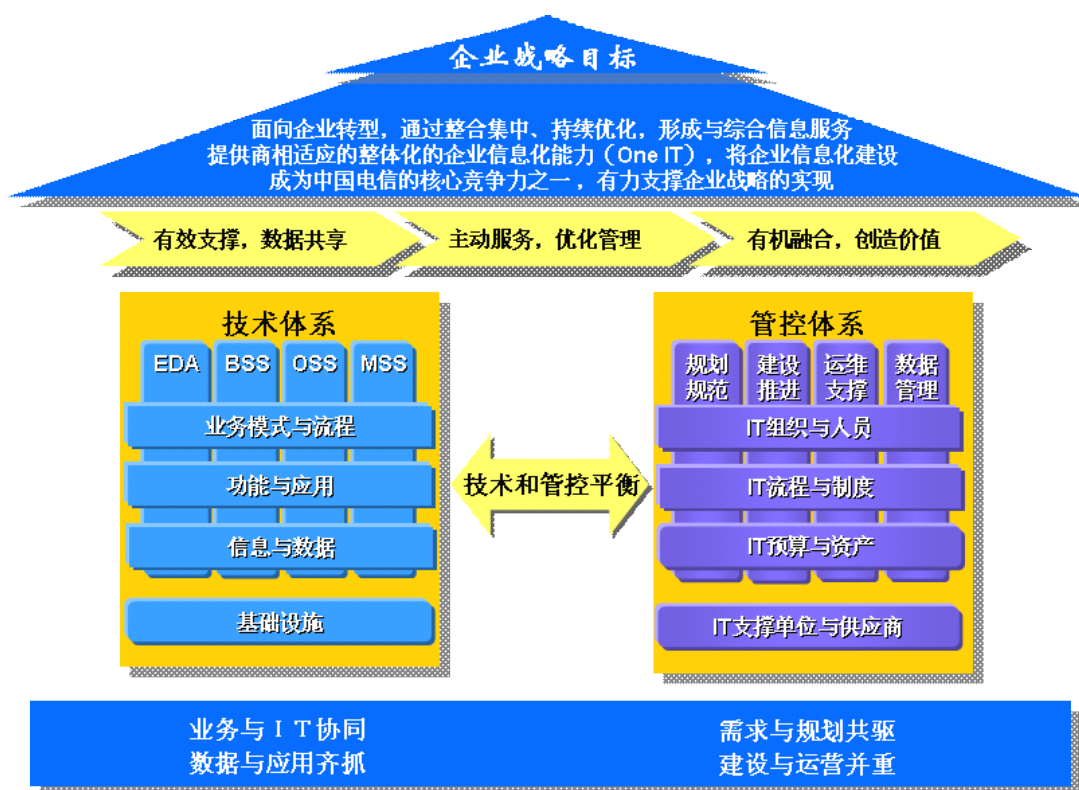 企业战略目标
面向企业转型，通过整合集中、持续优化，形成与综合信息服务
提供商相适应的整体化的企业信息化能力（One IT），将企业信息化建设
成为中国电信的核心竞争力之一，有力支撑企业战略的实现
有效支撑，数据共享
主动服务，优化管理
有机融合，创造价值
技术体系
EDA
BSS
OSS
MSS
业务模式与流程
功能与应用
信息与数据
基础设施
技术和管控平衡
管控体系
规划
规范
建设
推进
运维
支撑
数据
管理
IT组织与人员
IT流程与制度
IT预算与资产
IT支撑单位与供应商
业务与ＩＴ协同
数据与应用齐抓
需求与规划共驱
建设与运营并重